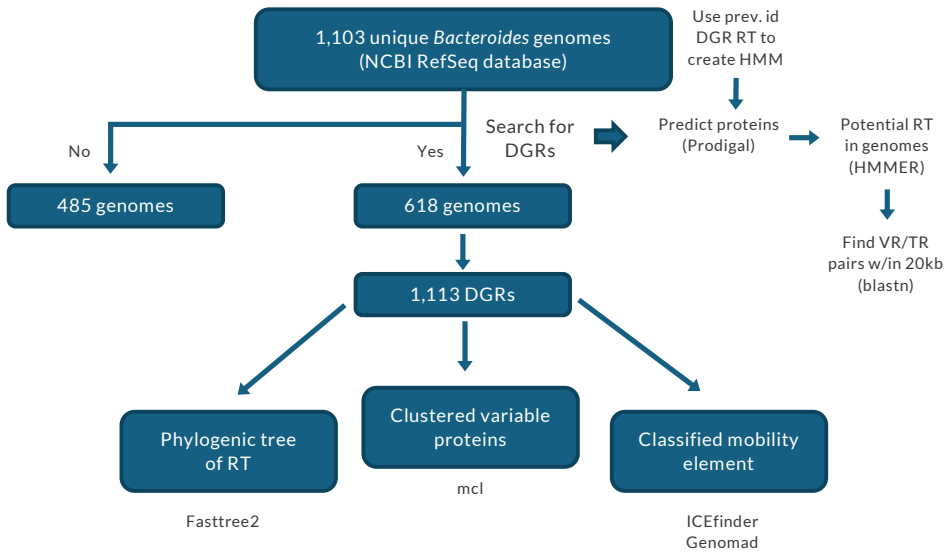 1,103 unique Bacteroides genomes
(NCBI RefSeq database)
Use prev. id
DGR RT to
create HMM
Search for
DGRs
Predict proteins
(Prodigal)
Potential RT
in genomes
(HMMER)
Find VR/TR
pairs w/in 20kb
(blastn)
No
Yes
485 genomes
618 genomes
1,113 DGRs
Phylogenic tree
of RT
Fasttree2
Clustered variable
proteins
mcl
Classified mobility
element
ICEfinder
Genomad